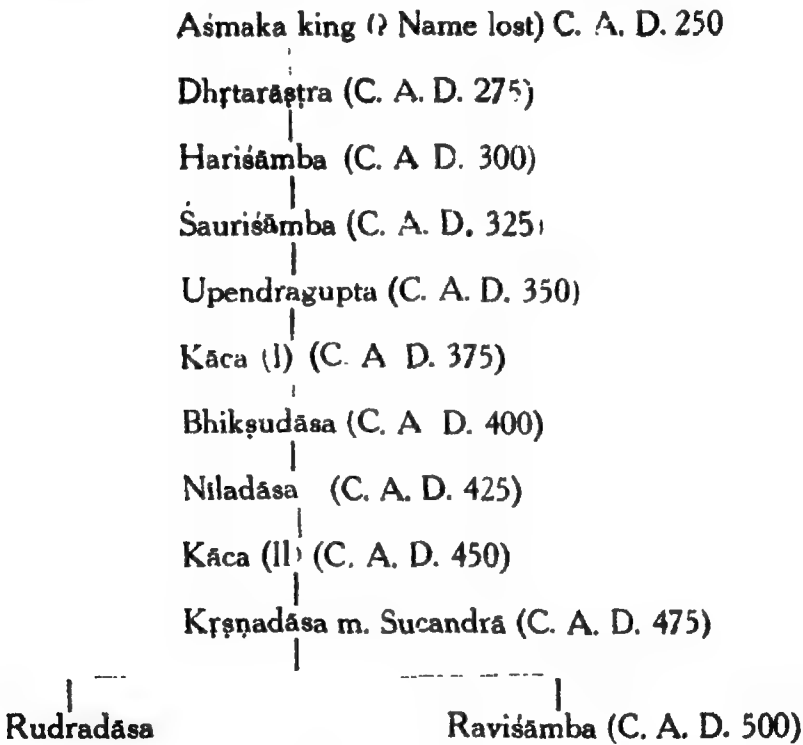 Aśmaka king (? Name lost) C. A. D. 250
Dhṛtarāṣṭra (C. A. D. 275)
Hariśāmba (C. A D. 300)
Śauriśāmba (C. A. D. 325)
Upendragupta (C. A. D. 350)
Kāca (I) (C. A D. 375)
Bhikṣudāsa (C. A D. 400)
Nīladāsa (C. A. D. 425)
Kāca (II) (C. A. D. 450)
Kṛṣṇadāsa m. Sucandrā (C. A. D. 475)
Rudradāsa Raviśāmba (C. A. D. 500)